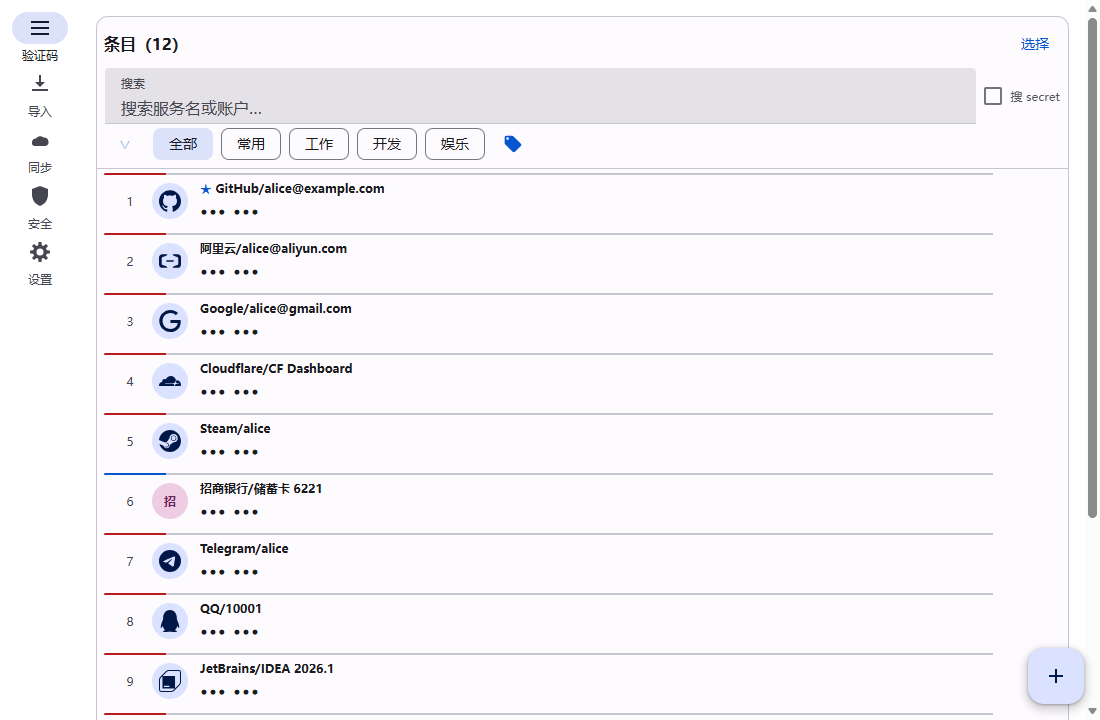 验证码
导入
同步
安全
设置
条目（12）
选择
搜索
搜索服务名或账户...
搜 secret
全部
常用
工作
开发
娱乐
1
★ GitHub/alice@example.com
••• •••
2
阿里云/alice@aliyun.com
••• •••
3
Google/alice@gmail.com
••• •••
4
Cloudflare/CF Dashboard
••• •••
5
Steam/alice
••• •••
6
招
招商银行/储蓄卡 6221
••• •••
7
Telegram/alice
••• •••
8
QQ/10001
••• •••
9
JetBrains/IDEA 2026.1
••• •••